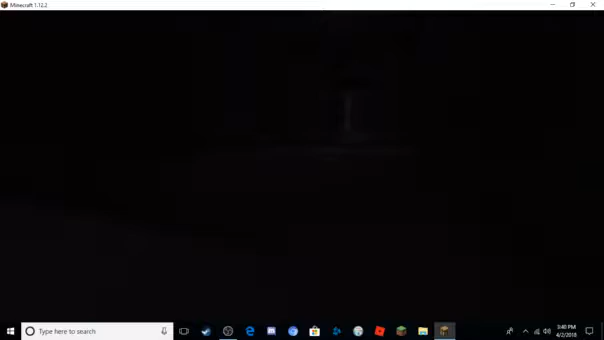 Minecraft 1.12.2
Type here to search
3:40 PM
4/2/2018